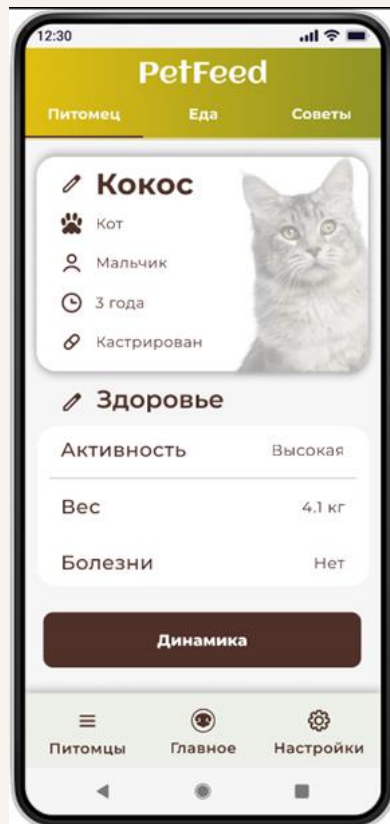 12:30
PetFeed
Питомец Еда Советы
Кокос
Кот
Мальчик
3 года
Кастрирован
Здоровье
Активность Высокая
Вес 4.1 кг
Болезни Нет
Динамика
Питомцы Главное Настройки